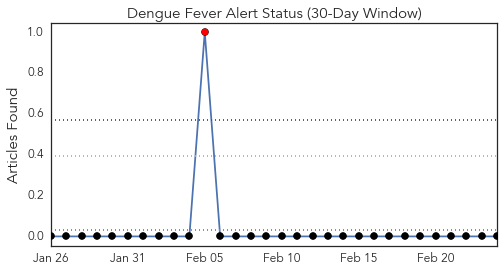 Dengue Fever Alert Status (30-Day Window)
Articles Found
1.0
0.8
0.6
0.4
0.2
0.0
Jan 26 Jan 31 Feb 05 Feb 10 Feb 15 Feb 20